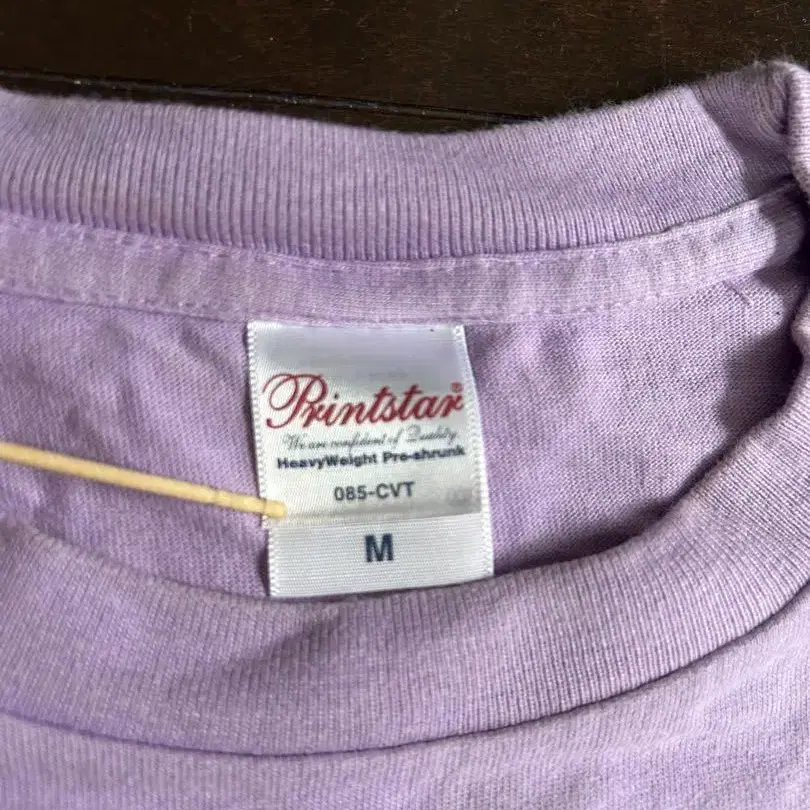 Printstar®
We are confident of Quality
HeavyWeight Pre-shrunk
085-CVT
M